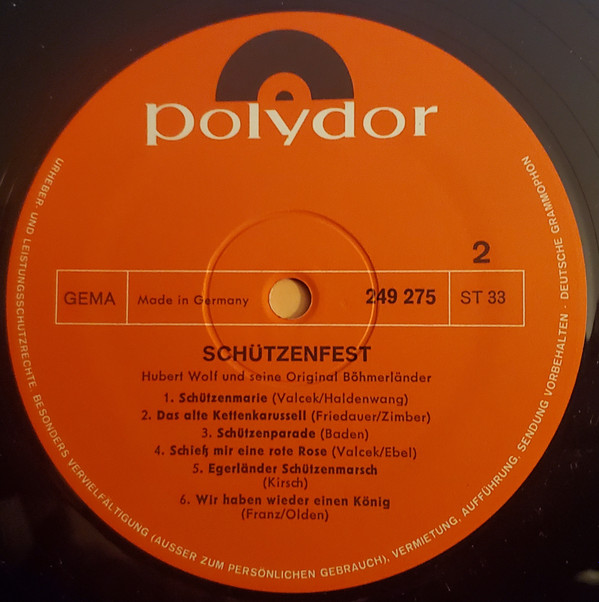 polydor
2
GEMA
Made in Germany
249 275
ST 33
SCHÜTZENFEST
Hubert Wolf und seine Original Böhmerländer
1. Schützenmarie (Valcek/Haldenwang)
2. Das alte Kettenkarussell (Friedauer/Zimber)
3. Schützenparade (Baden)
4. Schieß mir eine rote Rose (Valcek/Ebel)
5. Egerländer Schützenmarsch
(Kirsch)
6. Wir haben wieder einen König
(Franz/Olden)
URHEBER- UND LEISTUNGSSCHUTZRECHTE BESONDERS VERVIELFÄLTIGUNG (AUSSER ZUM PERSÖNLICHEN GEBRAUCH), VERMIETUNG, AUFFÜHRUNG, SENDUNG VORBEHALTEN - DEUTSCHE GRAMMOPHON